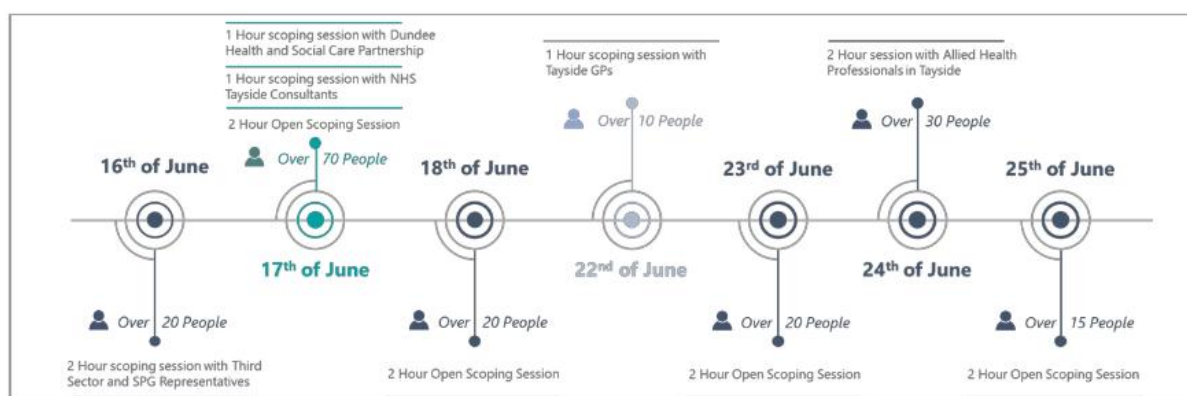 1 Hour scoping session with Dundee
Health and Social Care Partnership
1 Hour scoping session with NHS
Tayside Consultants
2 Hour Open Scoping Session
Over 70 People
1 Hour scoping session with
Tayside GPs
Over 10 People
2 Hour session with Allied Health
Professionals in Tayside
Over 30 People
16th of June
18th of June
23rd of June
25th of June
17th of June
22nd of June
24th of June
Over 20 People
2 Hour scoping session with Third
Sector and SPG Representatives
Over 20 People
2 Hour Open Scoping Session
Over 20 People
2 Hour Open Scoping Session
Over 15 People
2 Hour Open Scoping Session